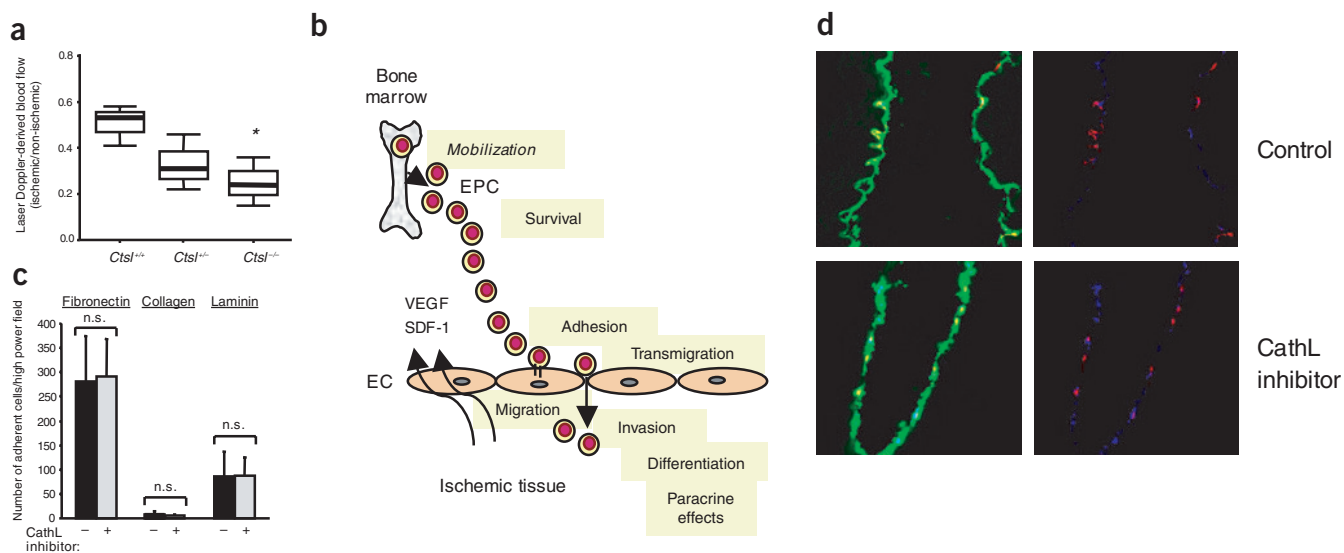 a
Laser Doppler-derived blood flow
(ischemic/non-ischemic)
0.8
0.6
0.4
0.2
0.0
*
Ctsl+/+
Ctsl+/−
Ctsl−/−
b
Bone
marrow
Mobilization
EPC
Survival
VEGF
SDF-1
Adhesion
Transmigration
EC
Migration
Invasion
Differentiation
Ischemic tissue
Paracrine
effects
c
Fibronectin Collagen Laminin
Number of adherent cells/high power field
400
350
300
250
200
150
100
50
0
n.s.
n.s.
n.s.
− + − + − +
CathL
inhibitor:
d
Control
CathL
inhibitor